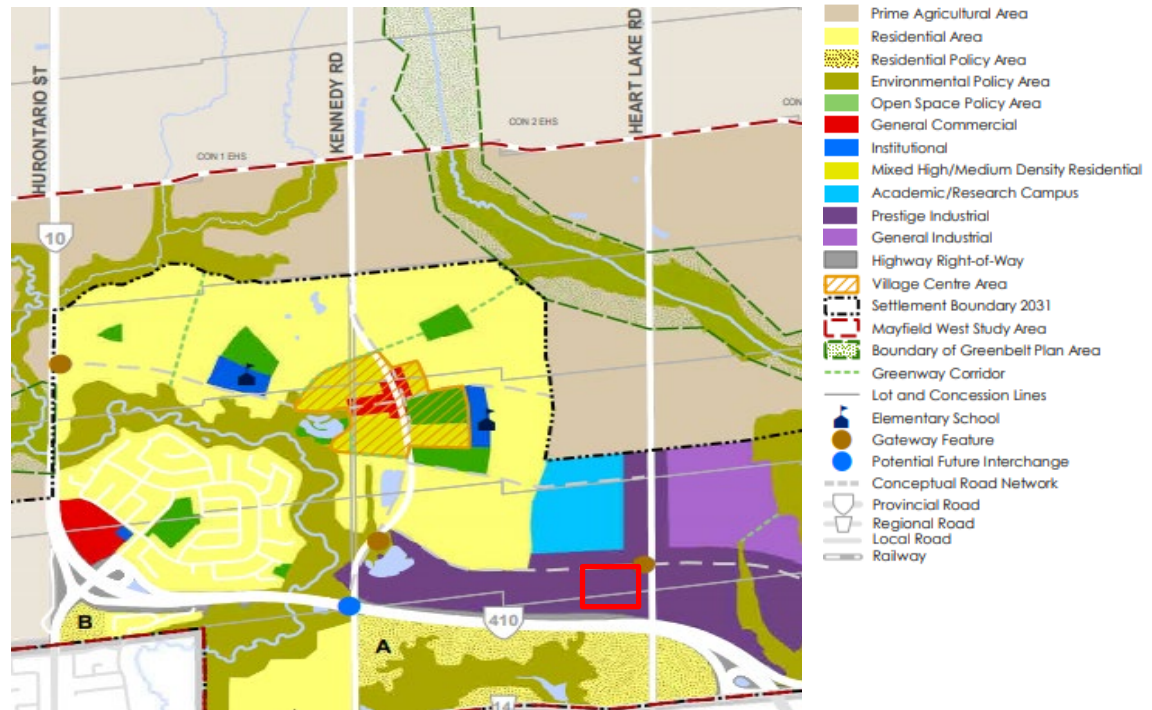 HURONTARIO ST
KENNEDY RD
HEART LAKE RD
CON
CON 2 EHS
CON 1 EHS
10
410
B
A
14
Prime Agricultural Area
Residential Area
Residential Policy Area
Environmental Policy Area
Open Space Policy Area
General Commercial
Institutional
Mixed High/Medium Density Residential
Academic/Research Campus
Prestige Industrial
General Industrial
Highway Right-of-Way
Village Centre Area
Settlement Boundary 2031
Mayfield West Study Area
Boundary of Greenbelt Plan Area
Greenway Corridor
Lot and Concession Lines
Elementary School
Gateway Feature
Potential Future Interchange
Conceptual Road Network
Provincial Road
Regional Road
Local Road
Railway